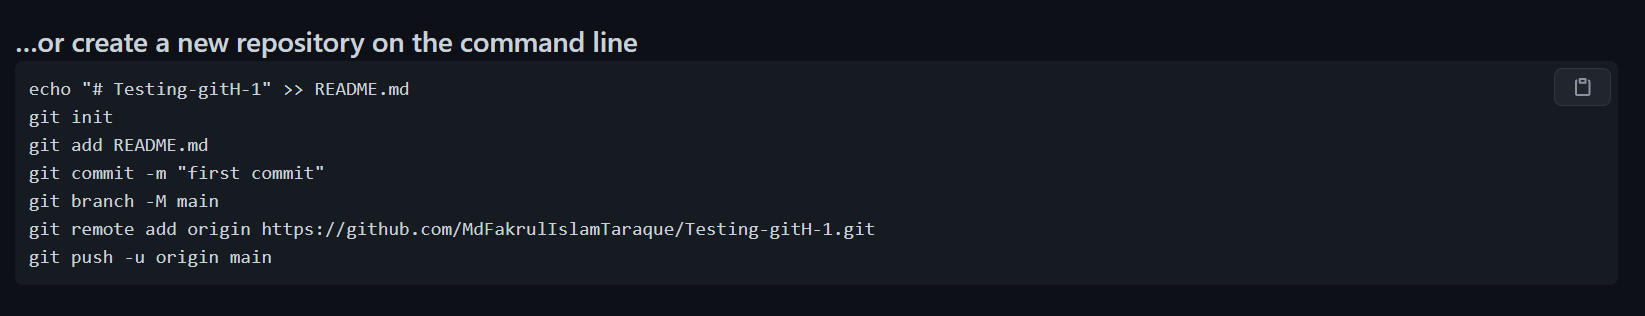 ...or create a new repository on the command line
echo "# Testing-gitH-1" >> README.md
git init
git add README.md
git commit -m "first commit"
git branch -M main
git remote add origin https://github.com/MdFakrulIslamTaraque/Testing-gitH-1.git
git push -u origin main